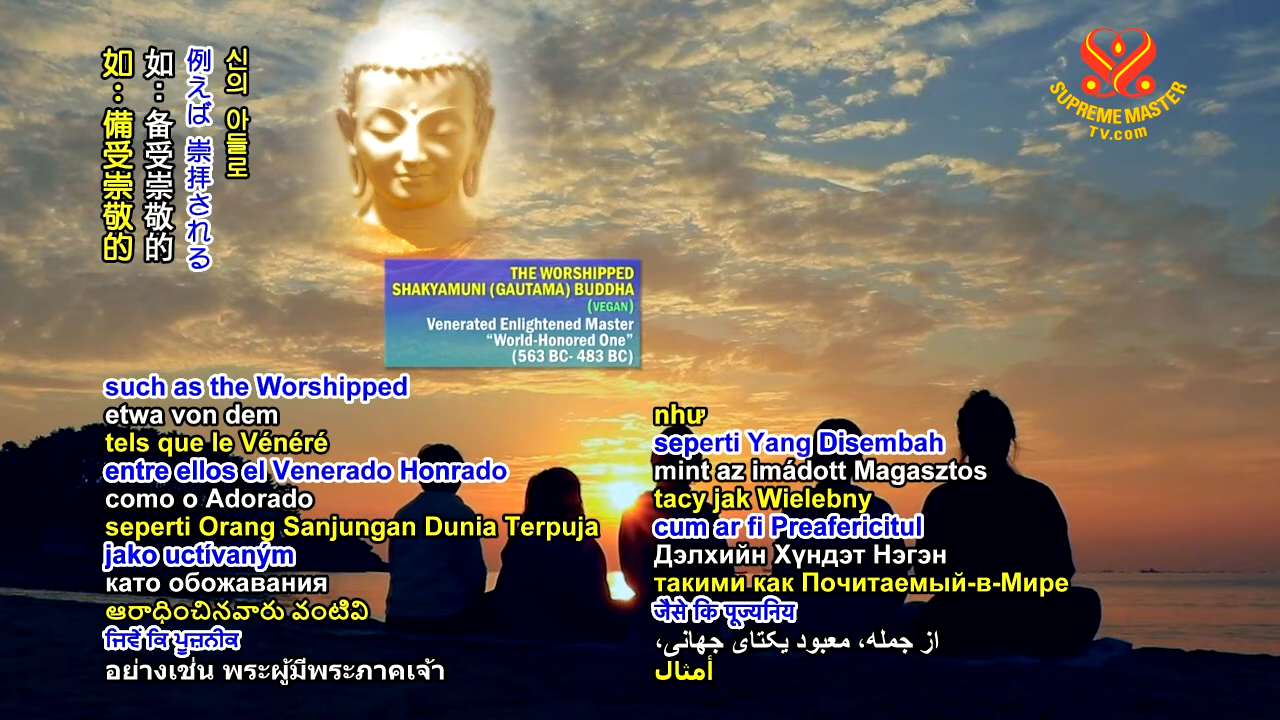 신의 아들로
例えば 崇拝される
如：备受崇敬的
如：備受崇敬的
SUPREME MASTER
TV.com
THE WORSHIPPED
SHAKYAMUNI (GAUTAMA) BUDDHA
(VEGAN)
Venerated Enlightened Master
“World-Honored One”
(563 BC- 483 BC)
such as the Worshipped
etwa von dem
tels que le Vénéré
entre ellos el Venerado Honrado
como o Adorado
seperti Orang Sanjungan Dunia Terpuja
jako uctívaným
като обожавания
ఆరాధించినవారు వంటివి
ਜਿਵੇਂ ਕਿ ਪੂਜਨੀਕ
อย่างเช่น พระผู้มีพระภาคเจ้า
như
seperti Yang Disembah
mint az imádott Magasztos
tacy jak Wielebny
cum ar fi Preafericitul
Дэлхийн Хүндэт Нэгэн
такими как Почитаемый-в-Мире
जैसे कि पूज्यनिय
از جمله، معبود یکتای جهانی،
أمثال